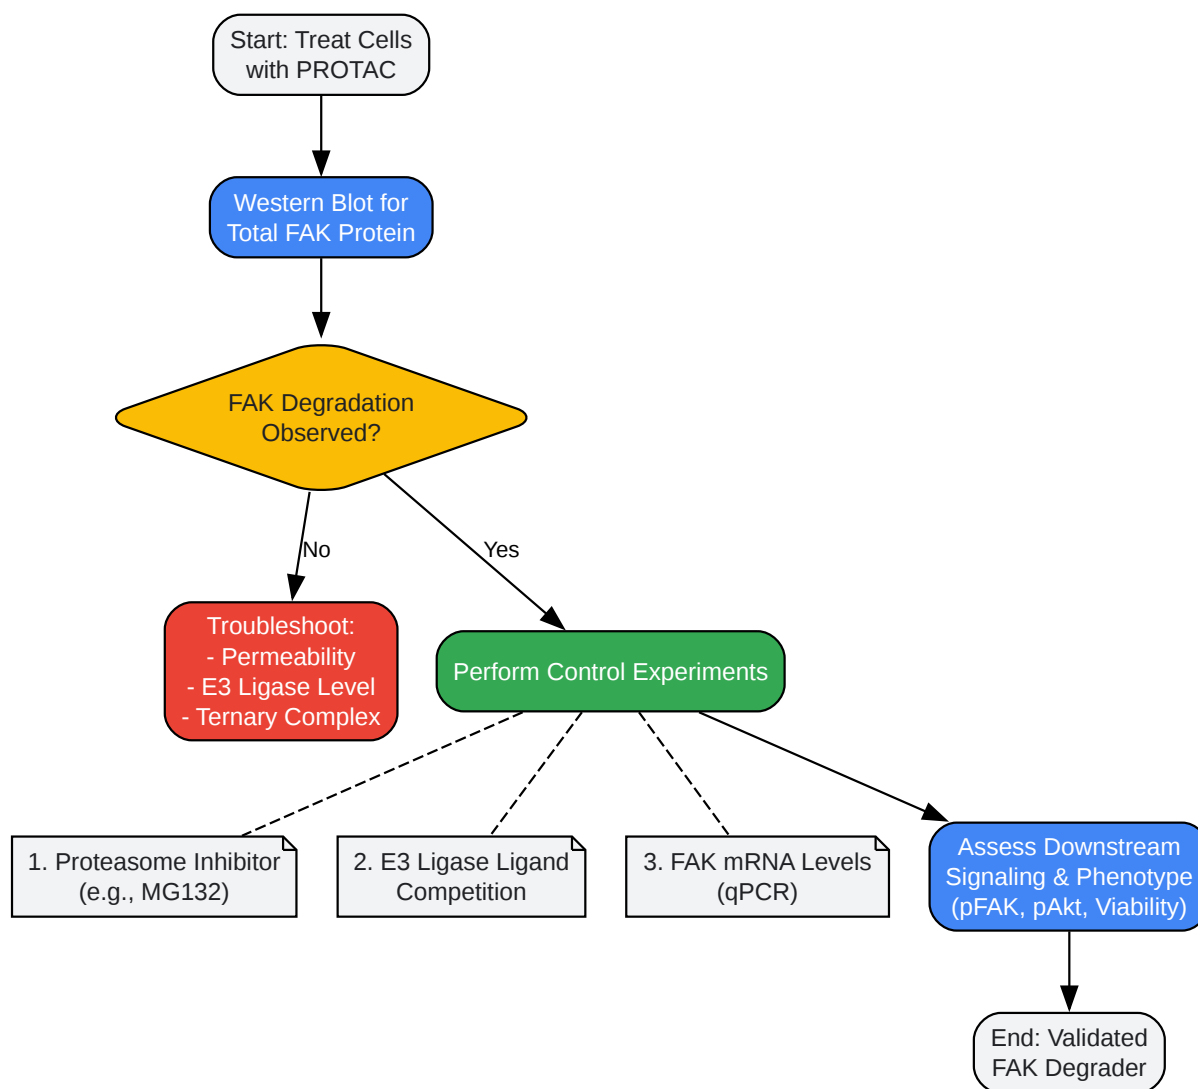 Start: Treat Cells
with PROTAC
Western Blot for
Total FAK Protein
FAK Degradation
Observed?
No
Yes
Troubleshoot:
- Permeability
- E3 Ligase Level
- Ternary Complex
Perform Control Experiments
1. Proteasome Inhibitor
(e.g., MG132)
2. E3 Ligase Ligand
Competition
3. FAK mRNA Levels
(qPCR)
Assess Downstream
Signaling & Phenotype
(pFAK, pAkt, Viability)
End: Validated
FAK Degrader